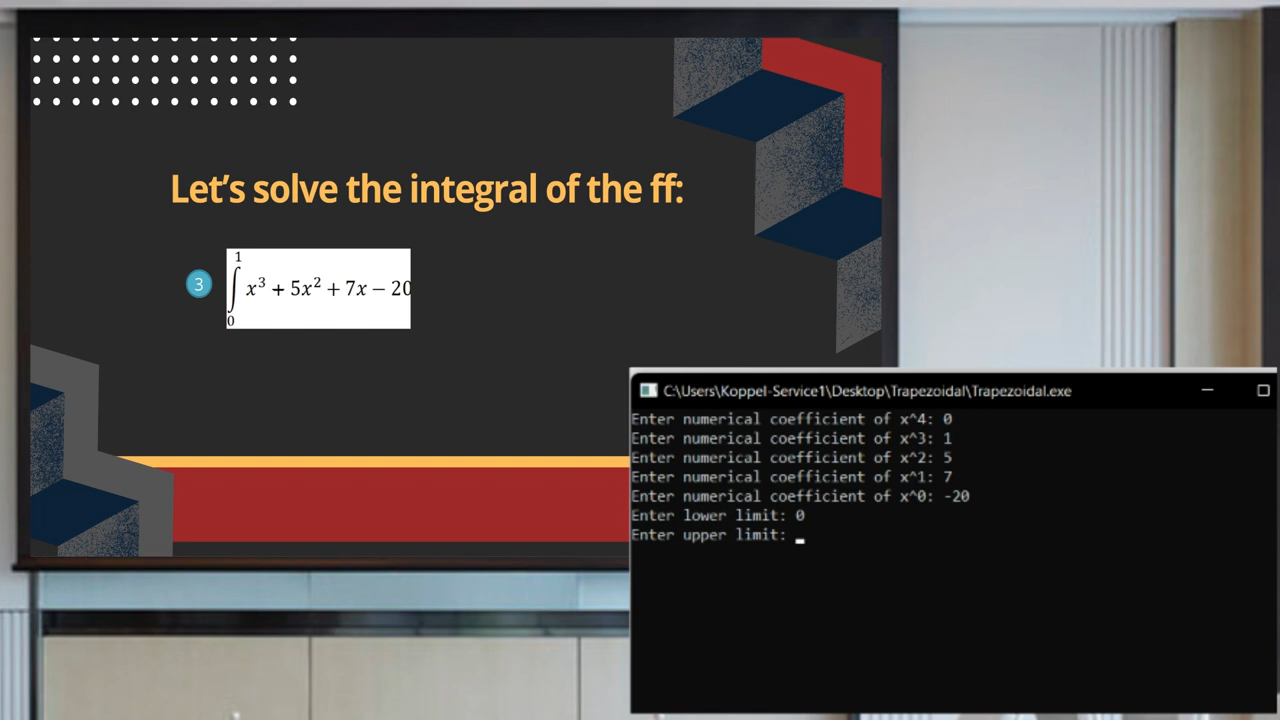 Let's solve the integral of the ff:
3
1
∫ x³ + 5x² + 7x − 20
0
C:\Users\Koppel-Service1\Desktop\Trapezoidal\Trapezoidal.exe
Enter numerical coefficient of x^4: 0
Enter numerical coefficient of x^3: 1
Enter numerical coefficient of x^2: 5
Enter numerical coefficient of x^1: 7
Enter numerical coefficient of x^0: -20
Enter lower limit: 0
Enter upper limit: